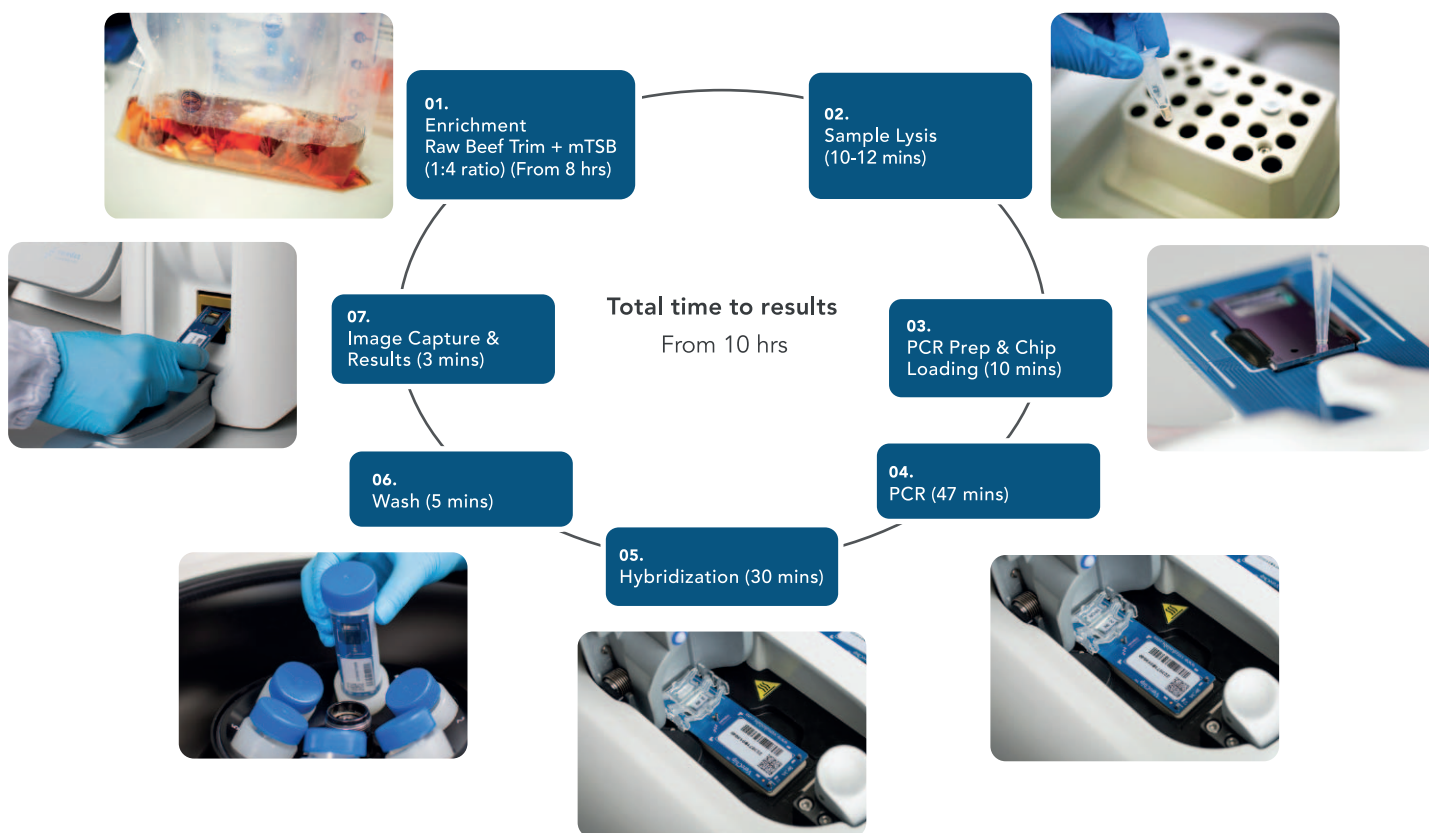 01.
Enrichment
Raw Beef Trim + mTSB
(1:4 ratio) (From 8 hrs)
02.
Sample Lysis
(10-12 mins)
03.
PCR Prep & Chip
Loading (10 mins)
04.
PCR (47 mins)
05.
Hybridization (30 mins)
06.
Wash (5 mins)
07.
Image Capture &
Results (3 mins)
Total time to results
From 10 hrs